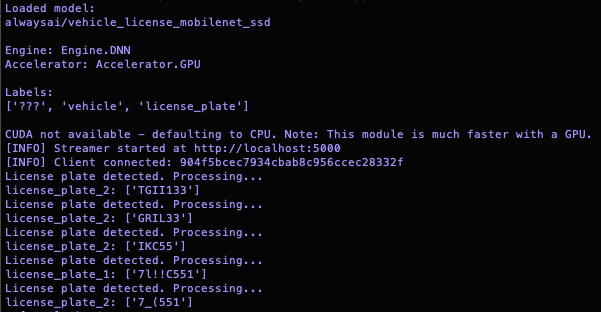 Loaded model:
alwaysai/vehicle_license_mobilenet_ssd
Engine: Engine.DNN
Accelerator: Accelerator.GPU
Labels:
['???', 'vehicle', 'license_plate']
CUDA not available - defaulting to CPU. Note: This module is much faster with a GPU.
[INFO] Streamer started at http://localhost:5000
[INFO] Client connected: 904f5bcec7934cbab8c956ccec28332f
License plate detected. Processing...
license_plate_2: ['TGII133']
License plate detected. Processing...
license_plate_2: ['GRIL33']
License plate detected. Processing...
license_plate_2: ['IKC55']
License plate detected. Processing...
license_plate_1: ['7l!!C551']
License plate detected. Processing...
license_plate_2: ['7_(551']